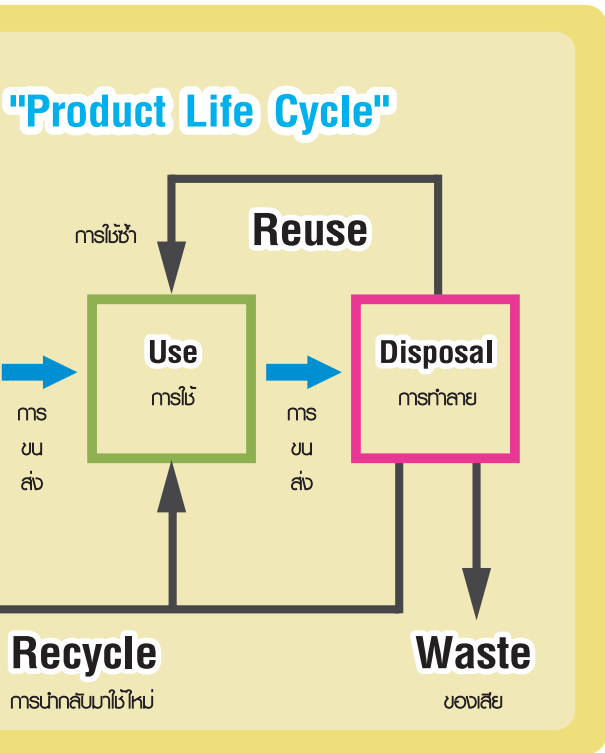 "Product Life Cycle"
การใช้ซ้ำ
Reuse
Use
การใช้
Disposal
การทำลาย
การ
ขน
ส่ง
การ
ขน
ส่ง
Recycle
การนำกลับมาใช้ใหม่
Waste
ของเสีย